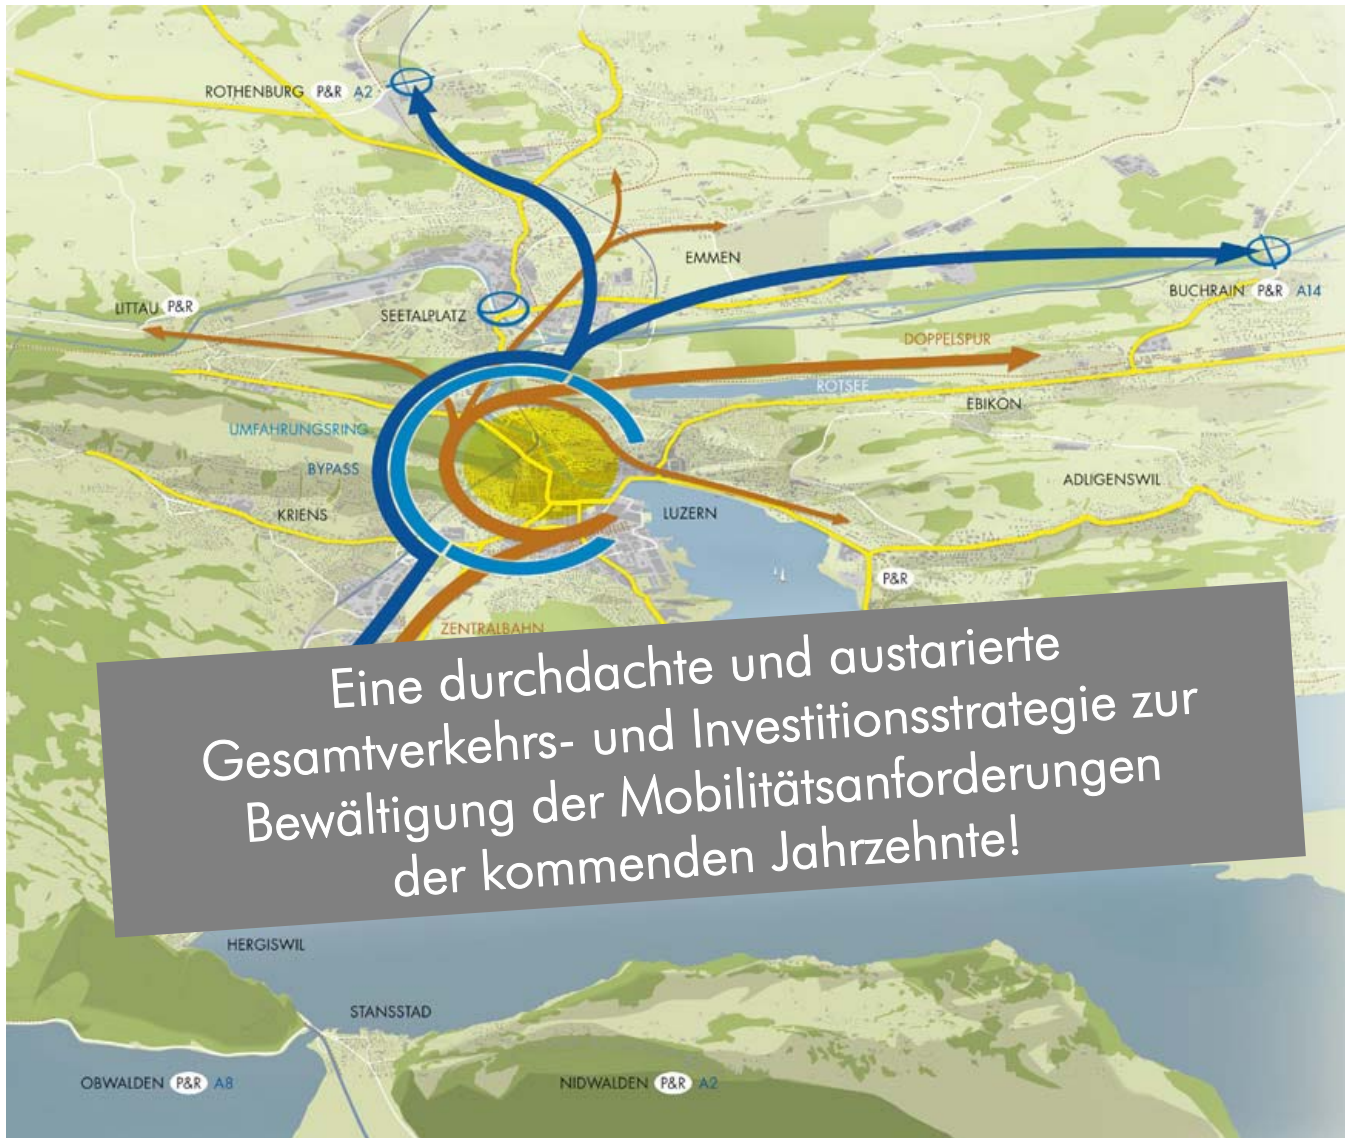 ROTHENBURG P&R A2
EMMEN
BUCHRAIN P&R A14
LITTAU P&R
SEETALPLATZ
DOPPELSPUR
ROTSEE
EBIKON
UMFAHRUNGSRING
BYPASS
ADLIGENSWIL
KRIENS
LUZERN
P&R
ZENTRALBAHN
Eine durchdachte und austarierte
Gesamtverkehrs- und Investitionsstrategie zur
Bewältigung der Mobilitätsanforderungen
der kommenden Jahrzehnte!
HERGISWIL
STANSSTAD
OBWALDEN P&R A8
NIDWALDEN P&R A2